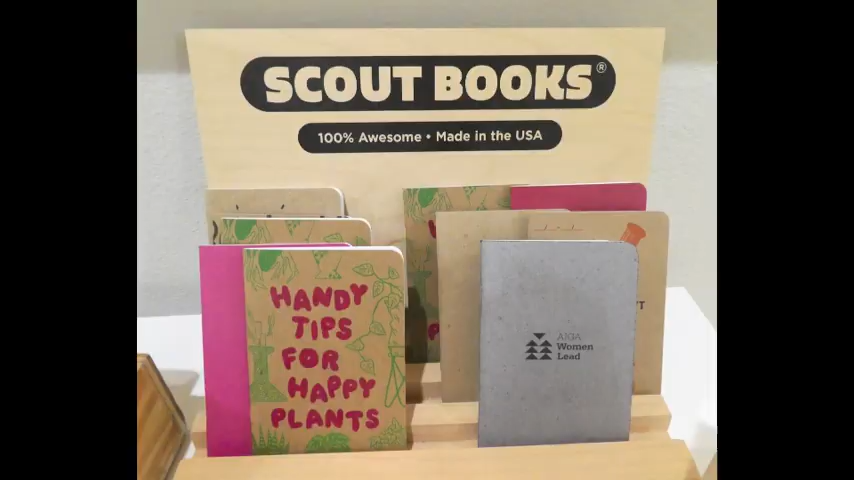 SCOUT BOOKS®
100% Awesome • Made in the USA
HANDY
TIPS
FOR
HAPPY
PLANTS
AIGA
Women
Lead